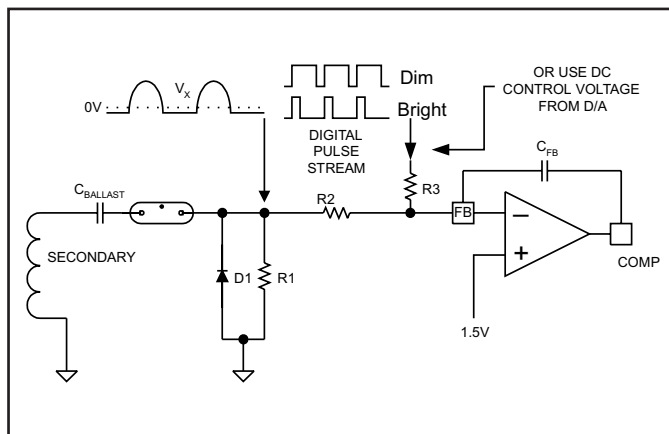 0V
V_X
Dim
Bright
DIGITAL
PULSE
STREAM
OR USE DC
CONTROL VOLTAGE
FROM D/A
C_FB
R3
C_BALLAST
R2
FB
−
+
COMP
SECONDARY
D1
R1
1.5V